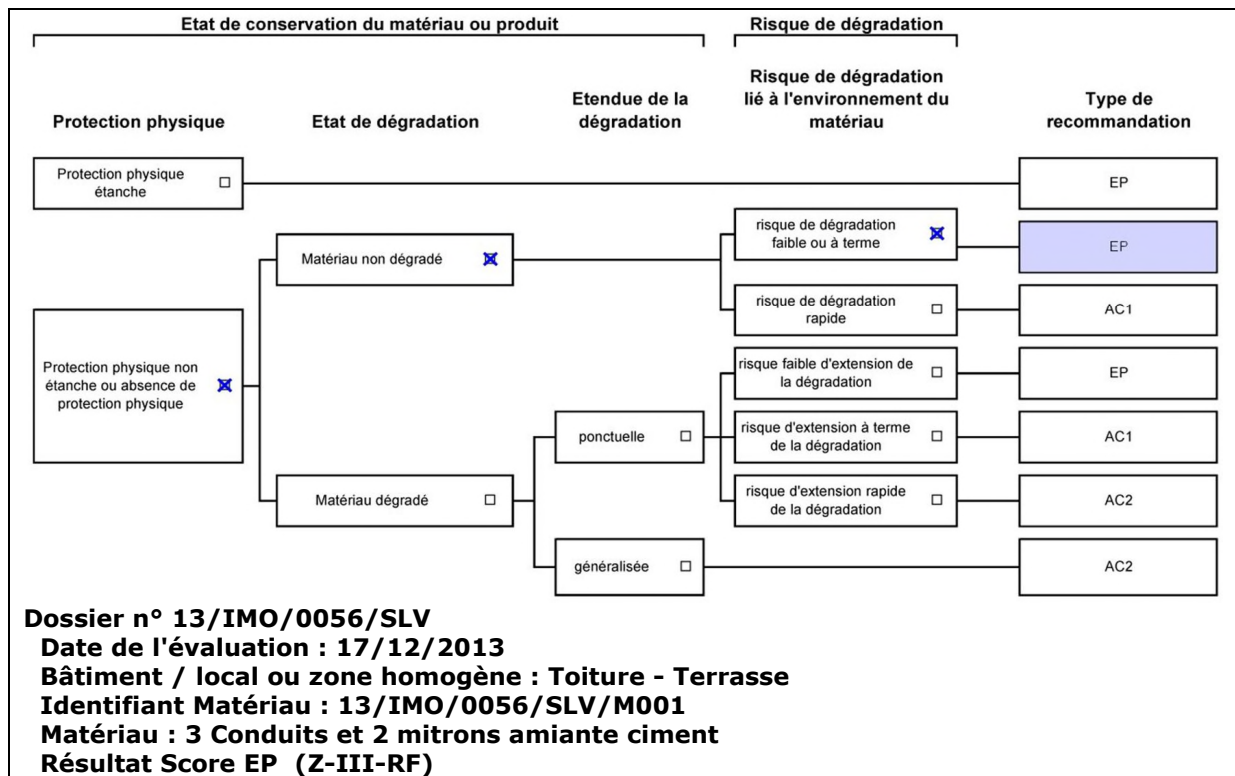 Etat de conservation du matériau ou produit
Risque de dégradation
Protection physique
Etat de dégradation
Etendue de la
dégradation
Risque de dégradation
lié à l'environnement du
matériau
Type de
recommandation
Protection physique
étanche
EP
risque de dégradation
faible ou à terme
EP
Matériau non dégradé
risque de dégradation
rapide
AC1
Protection physique non
étanche ou absence de
protection physique
risque faible d'extension de
la dégradation
EP
ponctuelle
risque d'extension à terme
de la dégradation
AC1
Matériau dégradé
risque d'extension rapide
de la dégradation
AC2
généralisée
AC2
Dossier n° 13/IMO/0056/SLV
Date de l'évaluation : 17/12/2013
Bâtiment / local ou zone homogène : Toiture - Terrasse
Identifiant Matériau : 13/IMO/0056/SLV/M001
Matériau : 3 Conduits et 2 mitrons amiante ciment
Résultat Score EP (Z-III-RF)